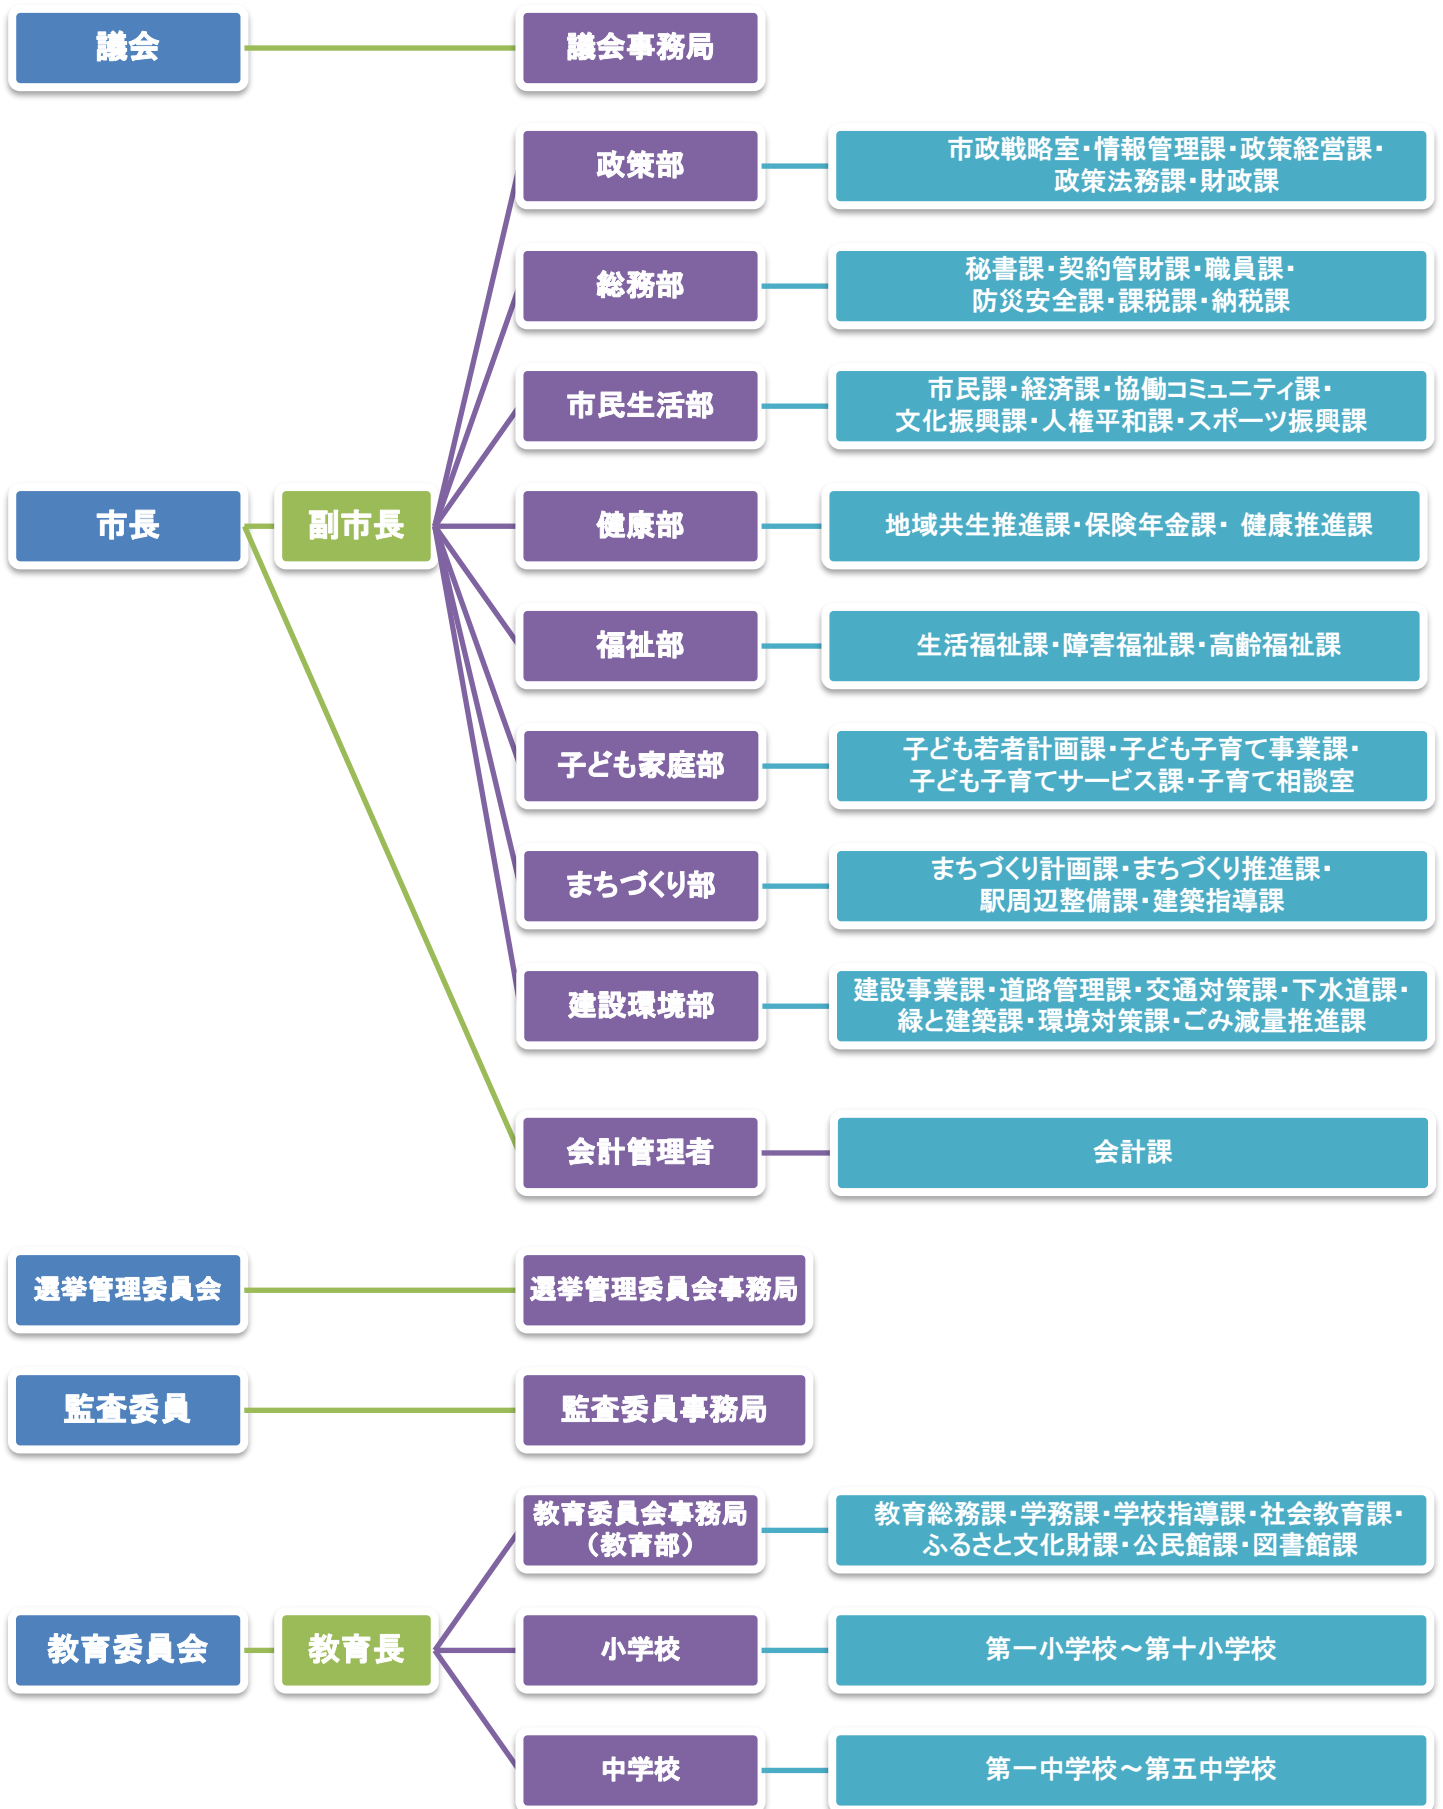 議会
議会事務局
政策部
市政戦略室・情報管理課・政策経営課・
政策法務課・財政課
総務部
秘書課・契約管財課・職員課・
防災安全課・課税課・納税課
市民生活部
市民課・経済課・協働コミュニティ課・
文化振興課・人権平和課・スポーツ振興課
市長
副市長
健康部
地域共生推進課・保険年金課・ 健康推進課
福祉部
生活福祉課・障害福祉課・高齢福祉課
子ども家庭部
子ども若者計画課・子ども子育て事業課・
子ども子育てサービス課・子育て相談室
まちづくり部
まちづくり計画課・まちづくり推進課・
駅周辺整備課・建築指導課
建設環境部
建設事業課・道路管理課・交通対策課・下水道課・
緑と建築課・環境対策課・ごみ減量推進課
会計管理者
会計課
選挙管理委員会
選挙管理委員会事務局
監査委員
監査委員事務局
教育委員会事務局
（教育部）
教育総務課・学務課・学校指導課・社会教育課・
ふるさと文化財課・公民館課・図書館課
教育委員会
教育長
小学校
第一小学校～第十小学校
中学校
第一中学校～第五中学校